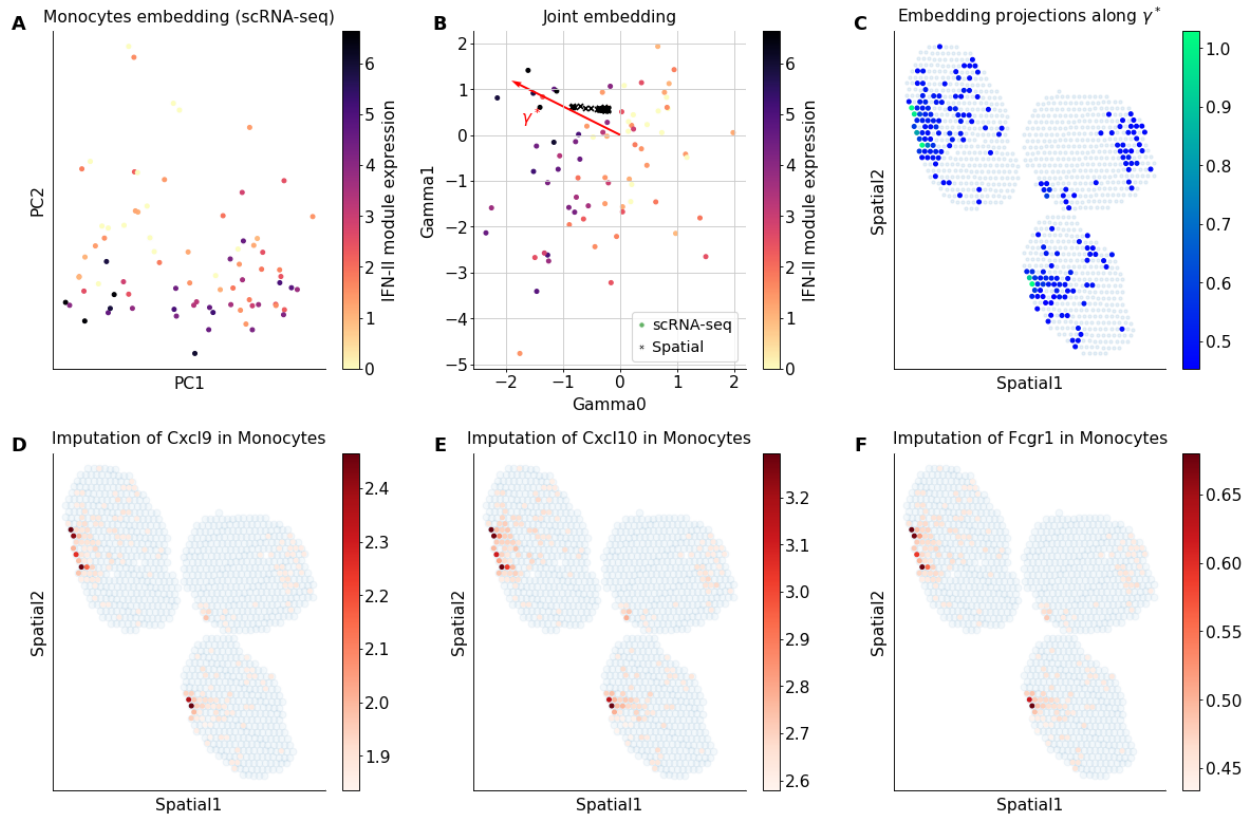 A
Monocytes embedding (scRNA-seq)
PC2
PC1
6
5
4
3
2
1
0
IFN-II module expression
B
Joint embedding
Gamma1
2
1
0
−1
−2
−3
−4
−5
γ*
scRNA-seq
Spatial
−2
−1
0
1
2
Gamma0
6
5
4
3
2
1
0
IFN-II module expression
C
Embedding projections along γ*
Spatial2
Spatial1
1.0
0.9
0.8
0.7
0.6
0.5
D
Imputation of Cxcl9 in Monocytes
Spatial2
Spatial1
2.4
2.3
2.2
2.1
2.0
1.9
E
Imputation of Cxcl10 in Monocytes
Spatial2
Spatial1
3.2
3.1
3.0
2.9
2.8
2.7
2.6
F
Imputation of Fcgr1 in Monocytes
Spatial2
Spatial1
0.65
0.60
0.55
0.50
0.45